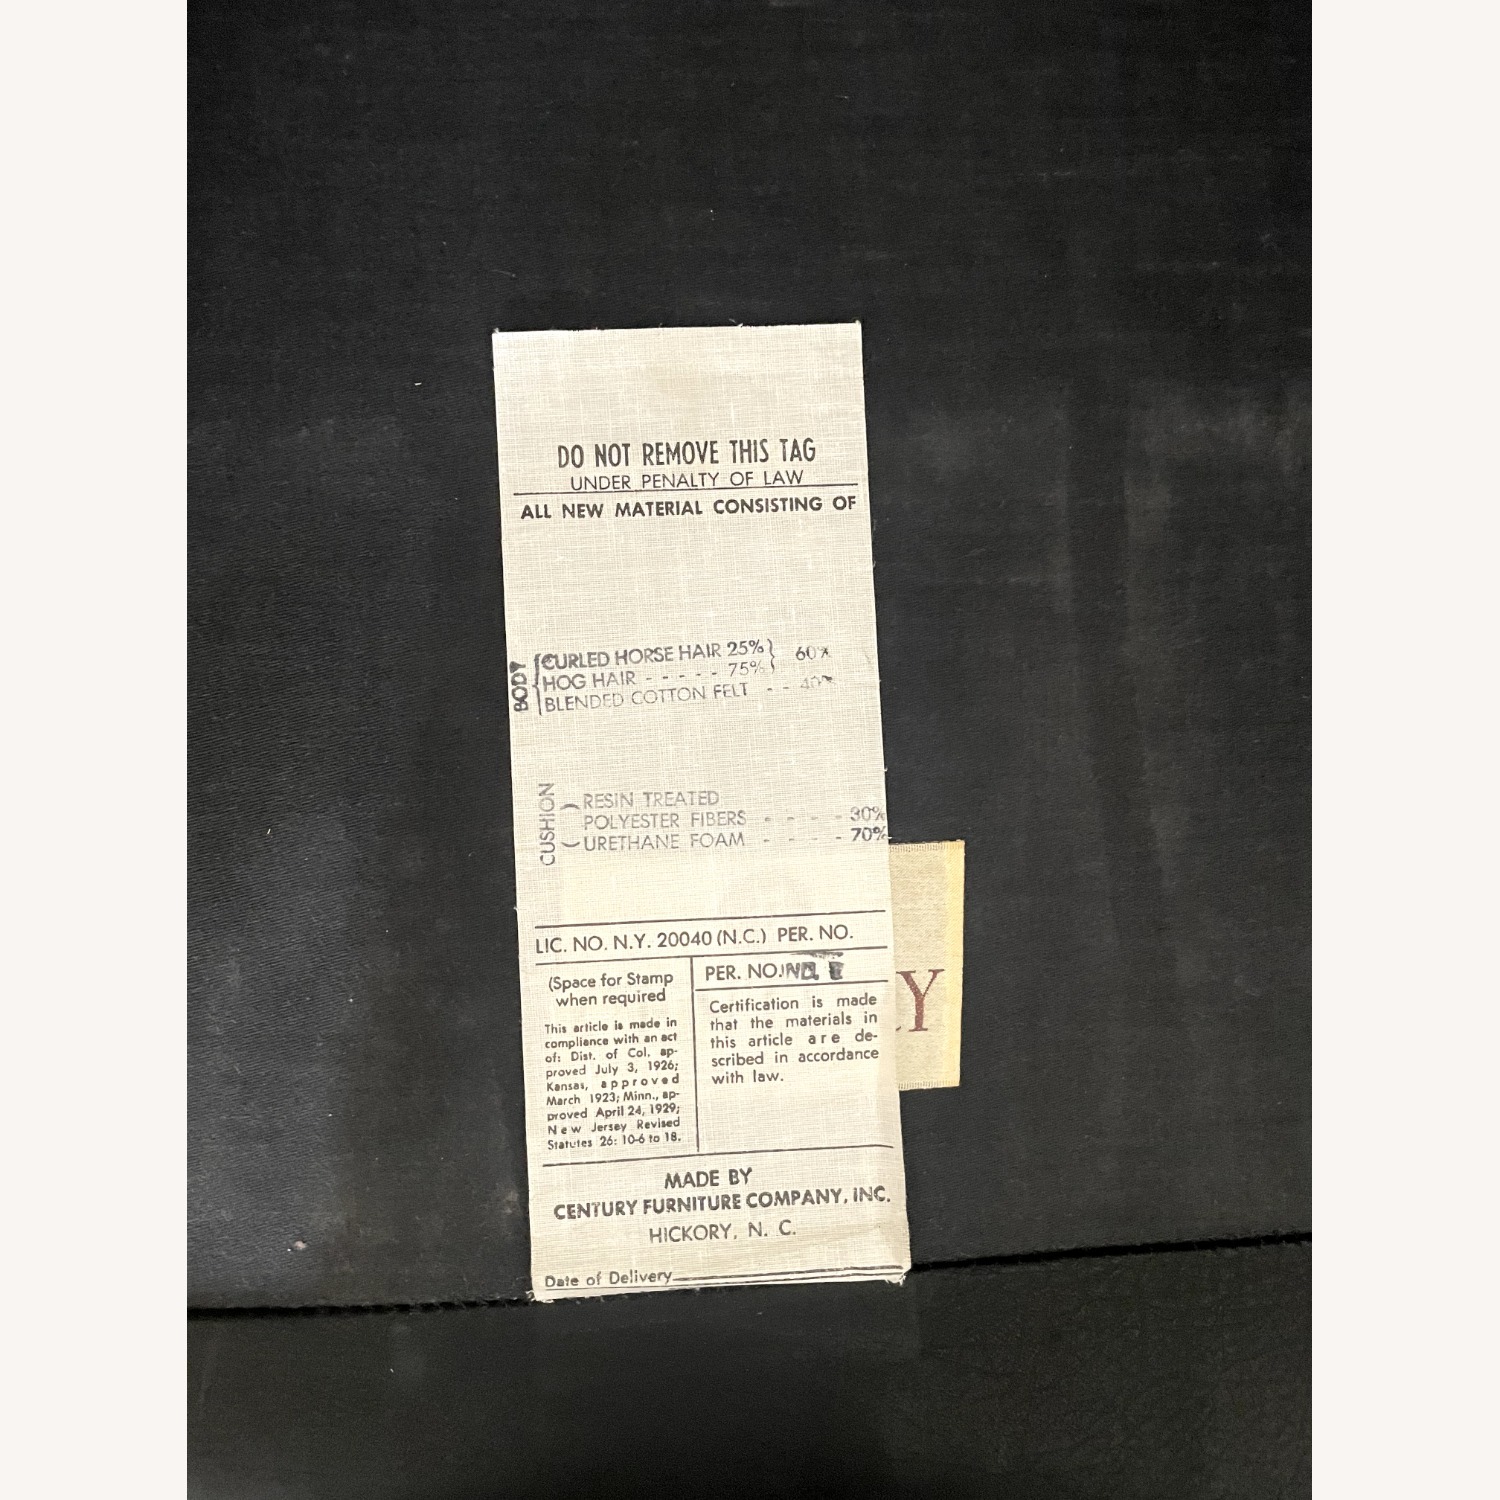 DO NOT REMOVE THIS TAG
UNDER PENALTY OF LAW
ALL NEW MATERIAL CONSISTING OF
BODY
CURLED HORSE HAIR 25% 60%
HOG HAIR - - - - - 75%
BLENDED COTTON FELT - - 40%
CUSHION
RESIN TREATED
POLYESTER FIBERS - - - - 30%
URETHANE FOAM - - - - 70%
LIC. NO. N.Y. 20040 (N.C.) PER. NO.
(Space for Stamp
when required
This article is made in
compliance with an act
of: Dist. of Col. ap-
proved July 3, 1926;
Kansas, approved
March 1923; Minn., ap-
proved April 24, 1929;
New Jersey Revised
Statutes 26: 10-6 to 18.
PER. NO.
Certification is made
that the materials in
this article are de-
scribed in accordance
with law.
Y
MADE BY
CENTURY FURNITURE COMPANY, INC.
HICKORY, N. C.
Date of Delivery